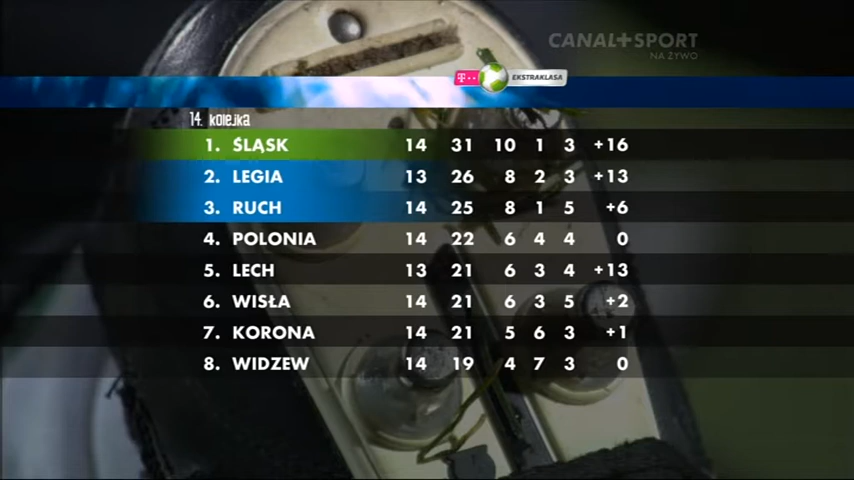 CANAL+SPORT
NA ŻYWO
T·· EKSTRAKLASA
14. kolejka
1. ŚLĄSK 14 31 10 1 3 +16
2. LEGIA 13 26 8 2 3 +13
3. RUCH 14 25 8 1 5 +6
4. POLONIA 14 22 6 4 4 0
5. LECH 13 21 6 3 4 +13
6. WISŁA 14 21 6 3 5 +2
7. KORONA 14 21 5 6 3 +1
8. WIDZEW 14 19 4 7 3 0